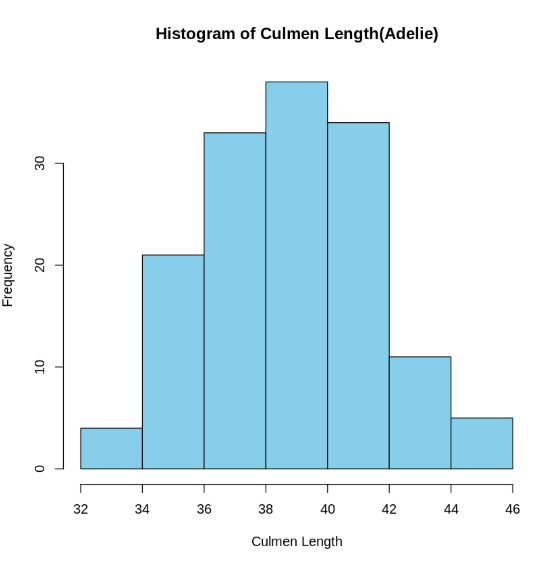 Histogram of Culmen Length(Adelie)
Frequency
30
20
10
0
32 34 36 38 40 42 44 46
Culmen Length